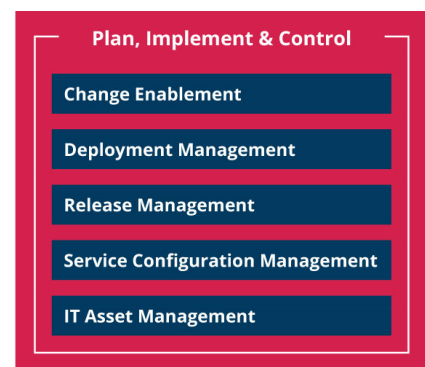 Plan, Implement & Control
Change Enablement
Deployment Management
Release Management
Service Configuration Management
IT Asset Management